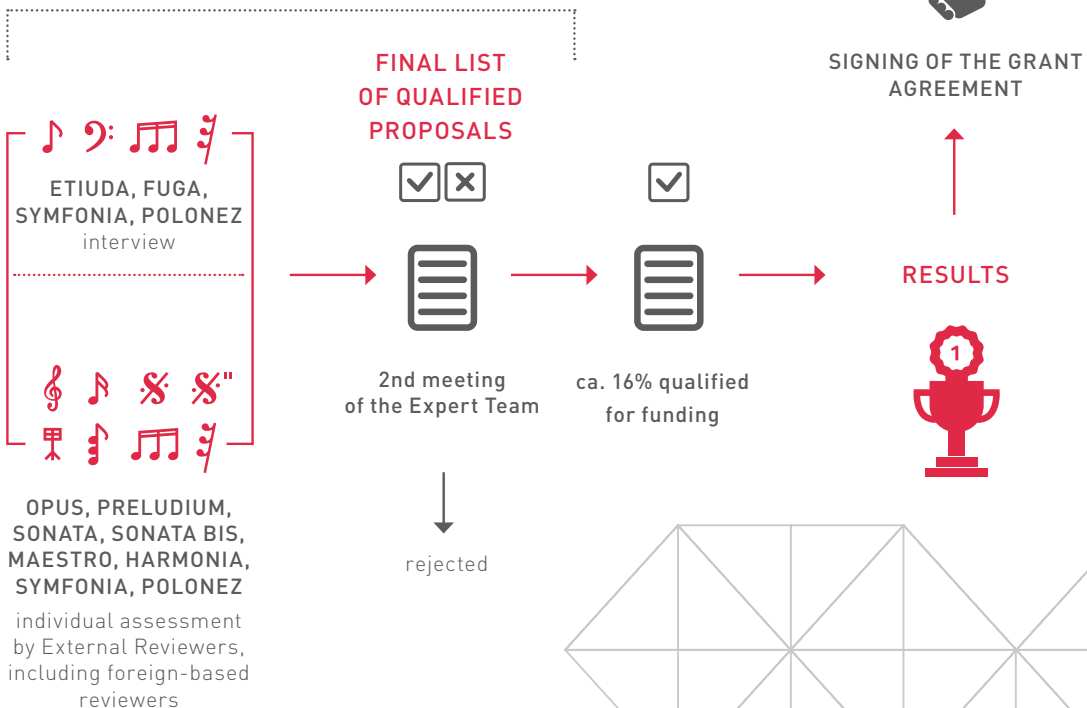 FINAL LIST
OF QUALIFIED
PROPOSALS
SIGNING OF THE GRANT
AGREEMENT
ETIUDA, FUGA,
SYMFONIA, POLONEZ
interview
RESULTS
1
2nd meeting
of the Expert Team
ca. 16% qualified
for funding
rejected
OPUS, PRELUDIUM,
SONATA, SONATA BIS,
MAESTRO, HARMONIA,
SYMFONIA, POLONEZ
individual assessment
by External Reviewers,
including foreign-based
reviewers